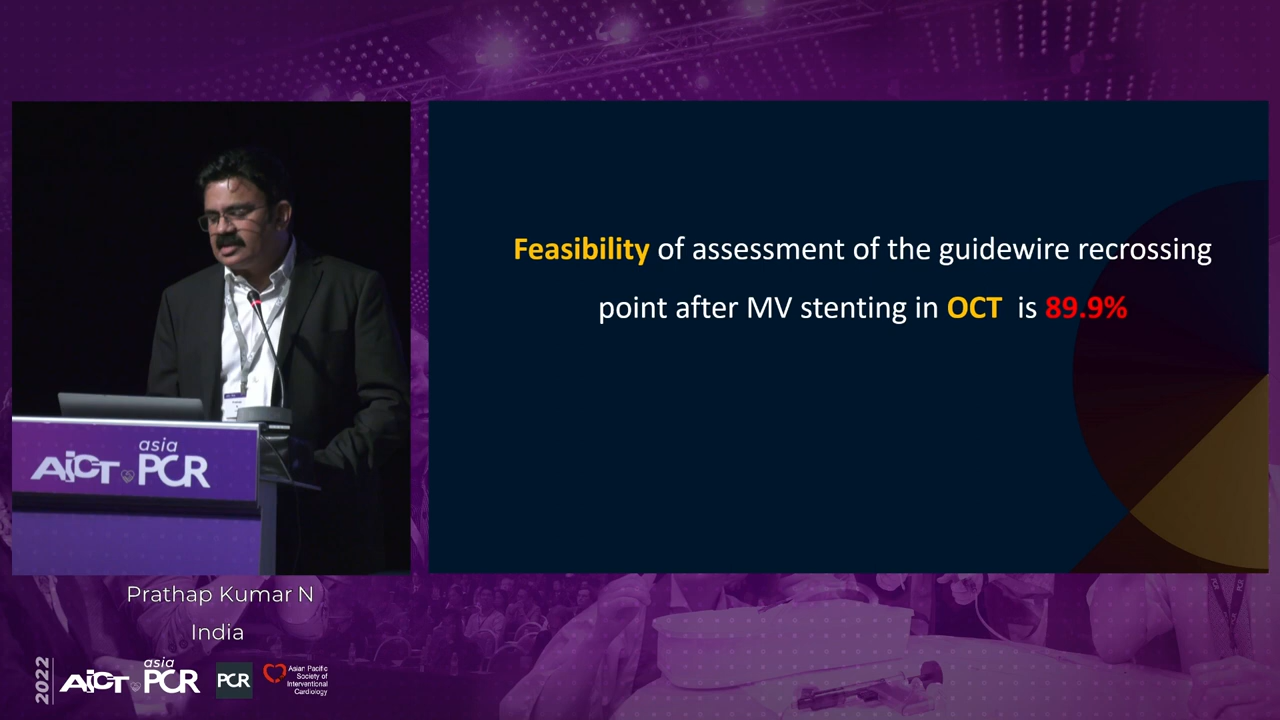 Feasibility of assessment of the guidewire recrossing
point after MV stenting in OCT is 89.9%
asia
AICT PCR
Prathap Kumar N
India
2022
AICT asia PCR
PCR
Asian Pacific
Society of
Interventional
Cardiology